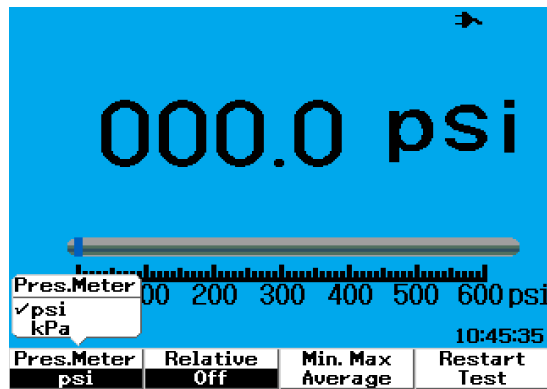 000.0 psi
00 200 300 400 500 600 psi
Pres.Meter
✓psi
kPa
10:45:35
Pres.Meter Relative Min. Max Restart
psi Off Average Test